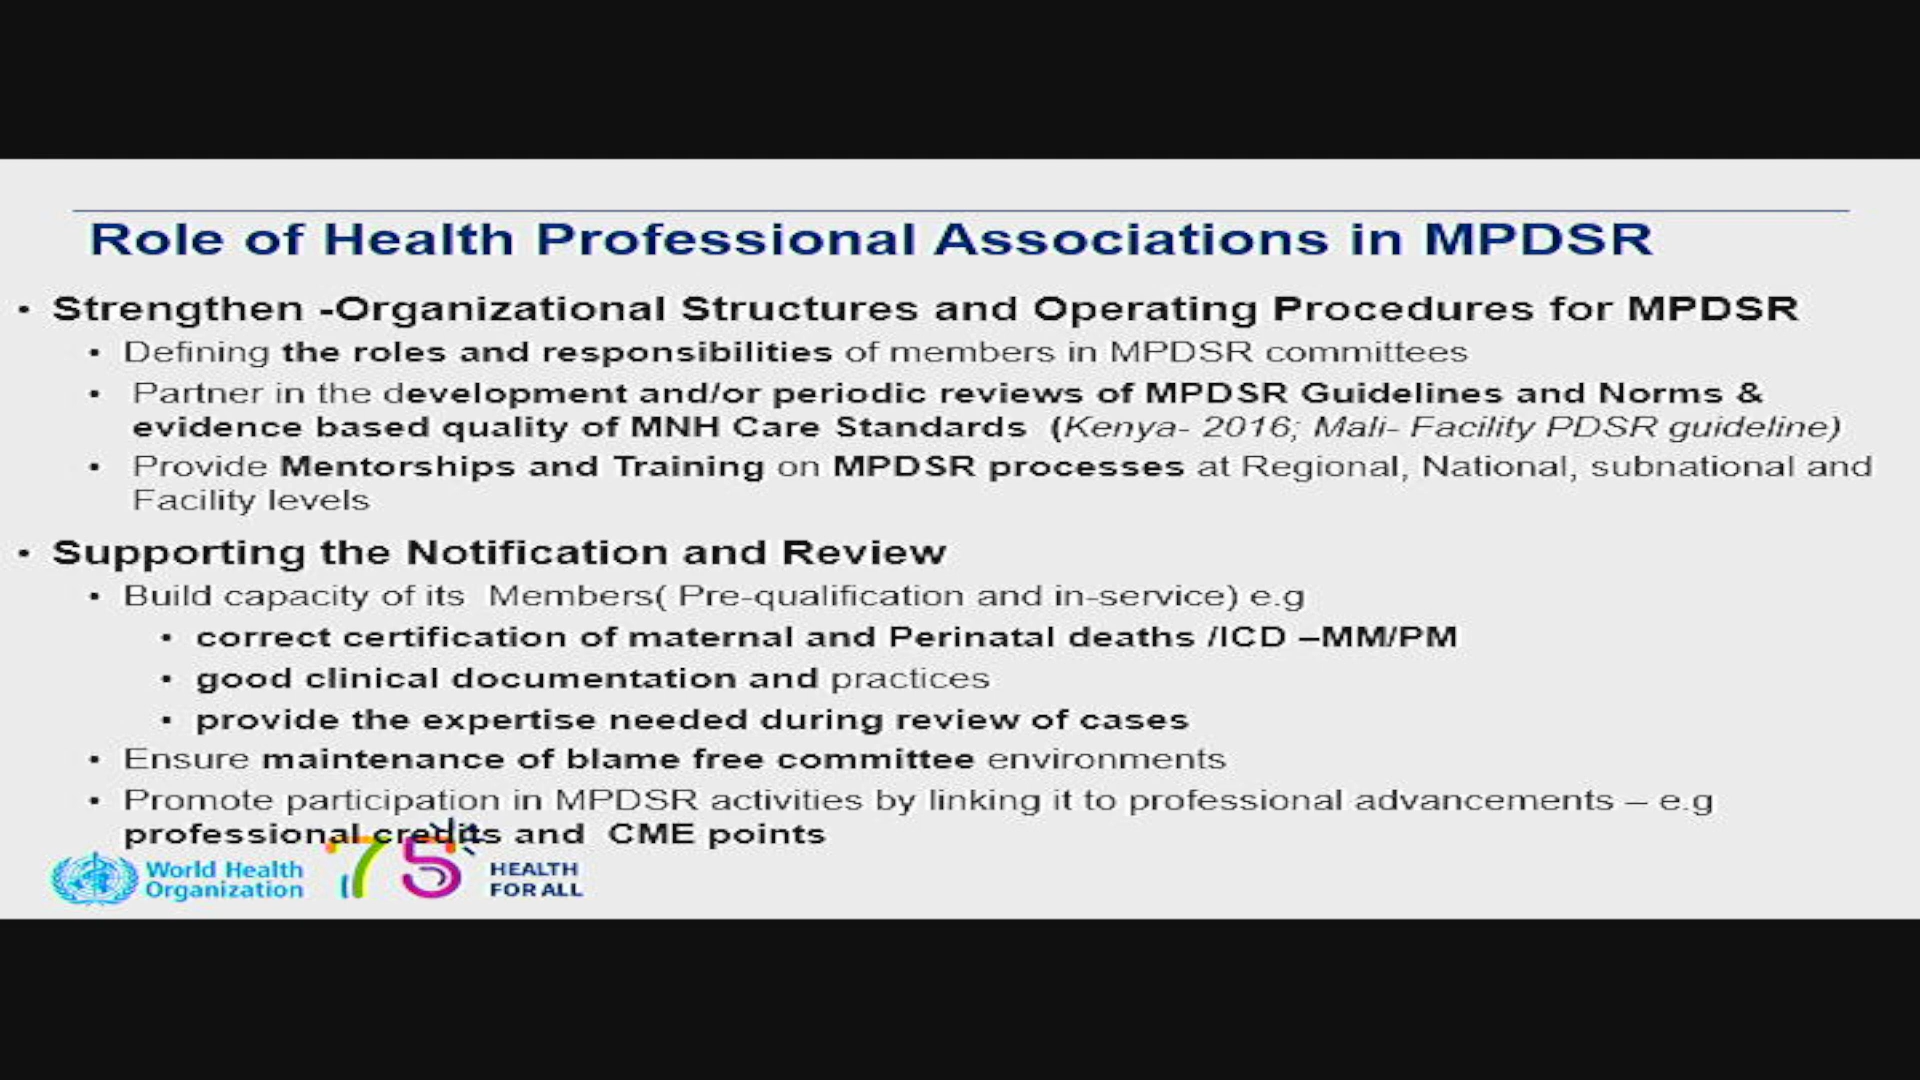 Role of Health Professional Associations in MPDSR
• Strengthen -Organizational Structures and Operating Procedures for MPDSR
• Defining the roles and responsibilities of members in MPDSR committees
• Partner in the development and/or periodic reviews of MPDSR Guidelines and Norms &
evidence based quality of MNH Care Standards (Kenya- 2016; Mali- Facility PDSR guideline)
• Provide Mentorships and Training on MPDSR processes at Regional, National, subnational and
Facility levels
• Supporting the Notification and Review
• Build capacity of its Members( Pre-qualification and in-service) e.g
• correct certification of maternal and Perinatal deaths /ICD –MM/PM
• good clinical documentation and practices
• provide the expertise needed during review of cases
• Ensure maintenance of blame free committee environments
• Promote participation in MPDSR activities by linking it to professional advancements – e.g
professional credits and CME points
World Health
Organization
75
HEALTH
FOR ALL